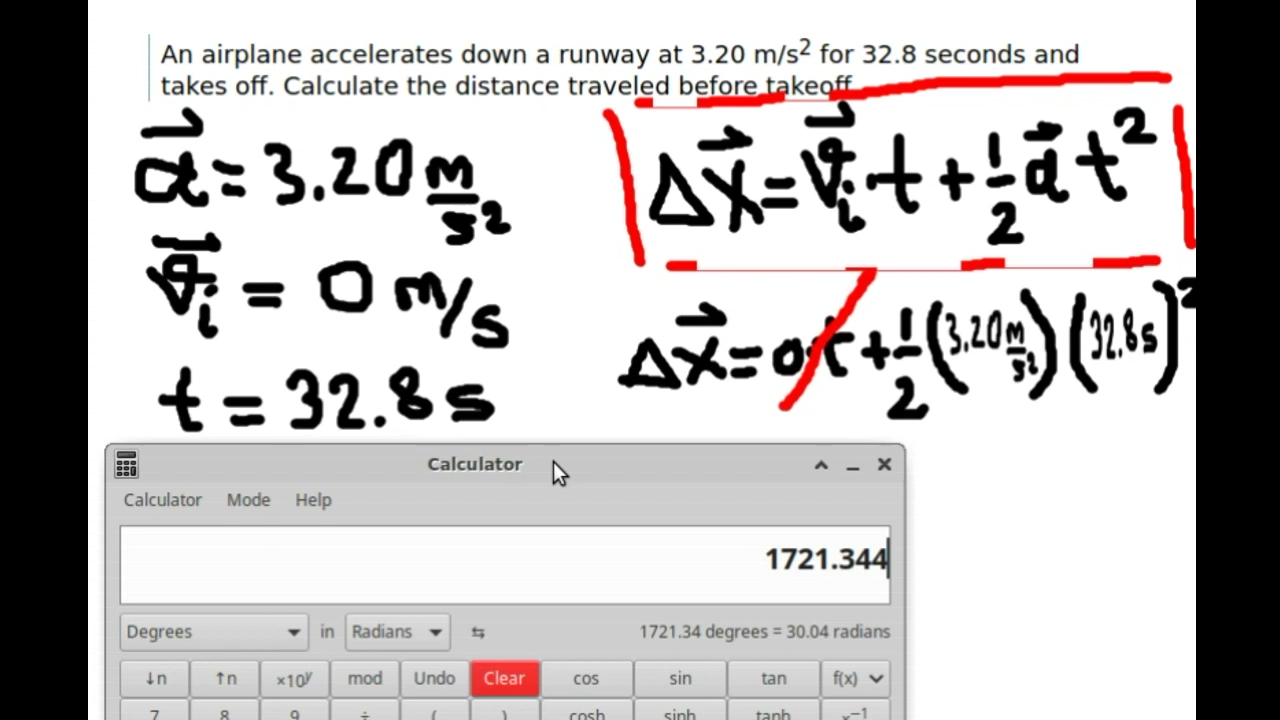 An airplane accelerates down a runway at 3.20 m/s² for 32.8 seconds and
takes off. Calculate the distance traveled before takeoff
a⃗ = 3.20 m/s²
v⃗ᵢ = 0 m/s
t = 32.8 s
Δx⃗ = v⃗ᵢt + 1/2 a⃗t²
Δx⃗ = 0t + 1/2 (3.20 m/s²) (32.8 s)²
Calculator
Calculator Mode Help
1721.344
Degrees in Radians ⇆ 1721.34 degrees = 30.04 radians
↓n ↑n ×10ʸ mod Undo Clear cos sin tan f(x)
7 8 9 ÷ ( ) cosh sinh tanh x⁻¹